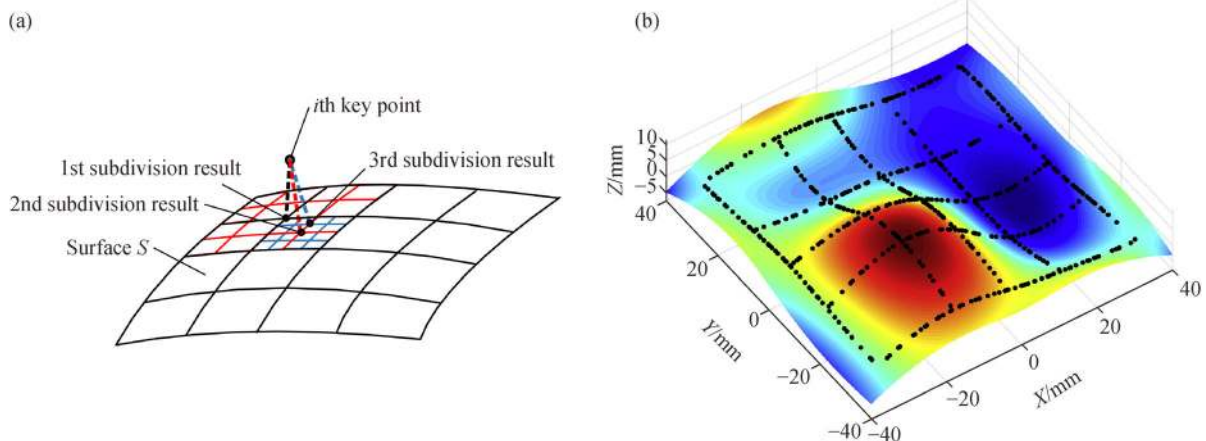 (a)
ith key point
1st subdivision result
3rd subdivision result
2nd subdivision result
Surface S
(b)
Z/mm
10
5
0
−5
40
20
0
−20
−40
Y/mm
−40
−20
0
20
40
X/mm